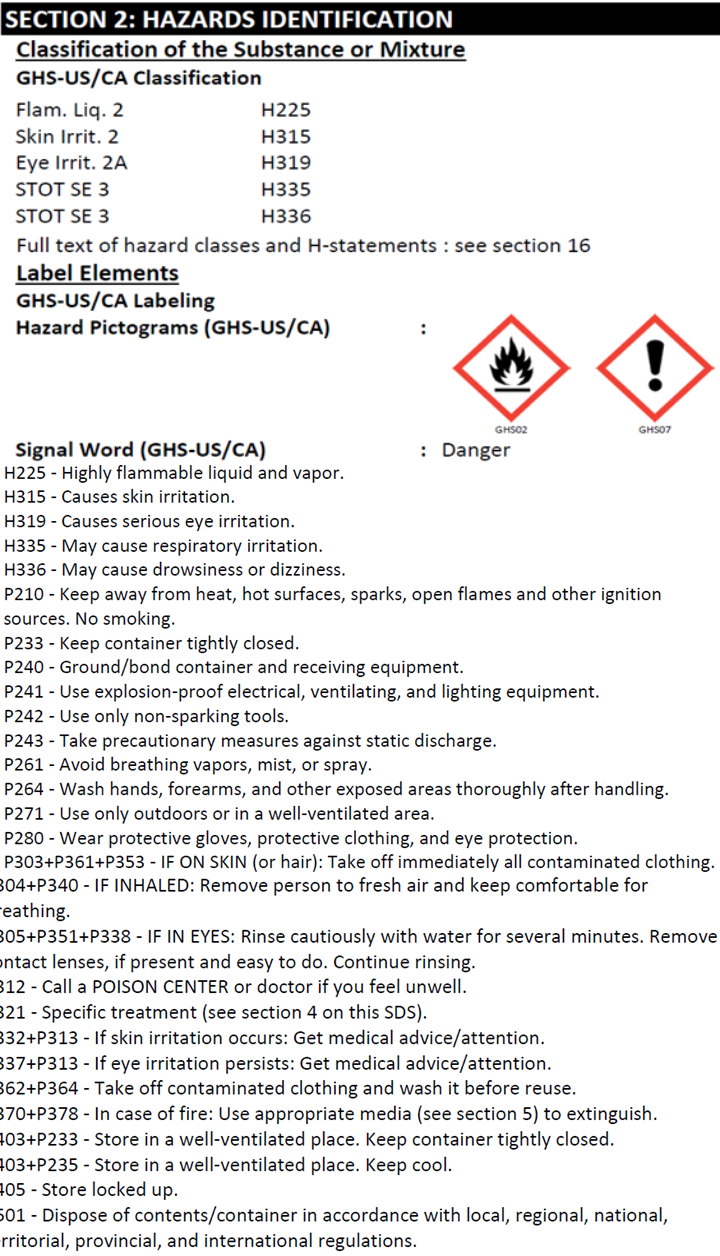 SECTION 2: HAZARDS IDENTIFICATION
Classification of the Substance or Mixture
GHS-US/CA Classification
Flam. Liq. 2 H225
Skin Irrit. 2 H315
Eye Irrit. 2A H319
STOT SE 3 H335
STOT SE 3 H336
Full text of hazard classes and H-statements : see section 16
Label Elements
GHS-US/CA Labeling
Hazard Pictograms (GHS-US/CA) :
GHS02 GHS07
Signal Word (GHS-US/CA) : Danger
H225 - Highly flammable liquid and vapor.
H315 - Causes skin irritation.
H319 - Causes serious eye irritation.
H335 - May cause respiratory irritation.
H336 - May cause drowsiness or dizziness.
P210 - Keep away from heat, hot surfaces, sparks, open flames and other ignition
sources. No smoking.
P233 - Keep container tightly closed.
P240 - Ground/bond container and receiving equipment.
P241 - Use explosion-proof electrical, ventilating, and lighting equipment.
P242 - Use only non-sparking tools.
P243 - Take precautionary measures against static discharge.
P261 - Avoid breathing vapors, mist, or spray.
P264 - Wash hands, forearms, and other exposed areas thoroughly after handling.
P271 - Use only outdoors or in a well-ventilated area.
P280 - Wear protective gloves, protective clothing, and eye protection.
P303+P361+P353 - IF ON SKIN (or hair): Take off immediately all contaminated clothing.
304+P340 - IF INHALED: Remove person to fresh air and keep comfortable for
reathing.
305+P351+P338 - IF IN EYES: Rinse cautiously with water for several minutes. Remove
ontact lenses, if present and easy to do. Continue rinsing.
312 - Call a POISON CENTER or doctor if you feel unwell.
321 - Specific treatment (see section 4 on this SDS).
332+P313 - If skin irritation occurs: Get medical advice/attention.
337+P313 - If eye irritation persists: Get medical advice/attention.
362+P364 - Take off contaminated clothing and wash it before reuse.
370+P378 - In case of fire: Use appropriate media (see section 5) to extinguish.
403+P233 - Store in a well-ventilated place. Keep container tightly closed.
403+P235 - Store in a well-ventilated place. Keep cool.
405 - Store locked up.
501 - Dispose of contents/container in accordance with local, regional, national,
erritorial, provincial, and international regulations.